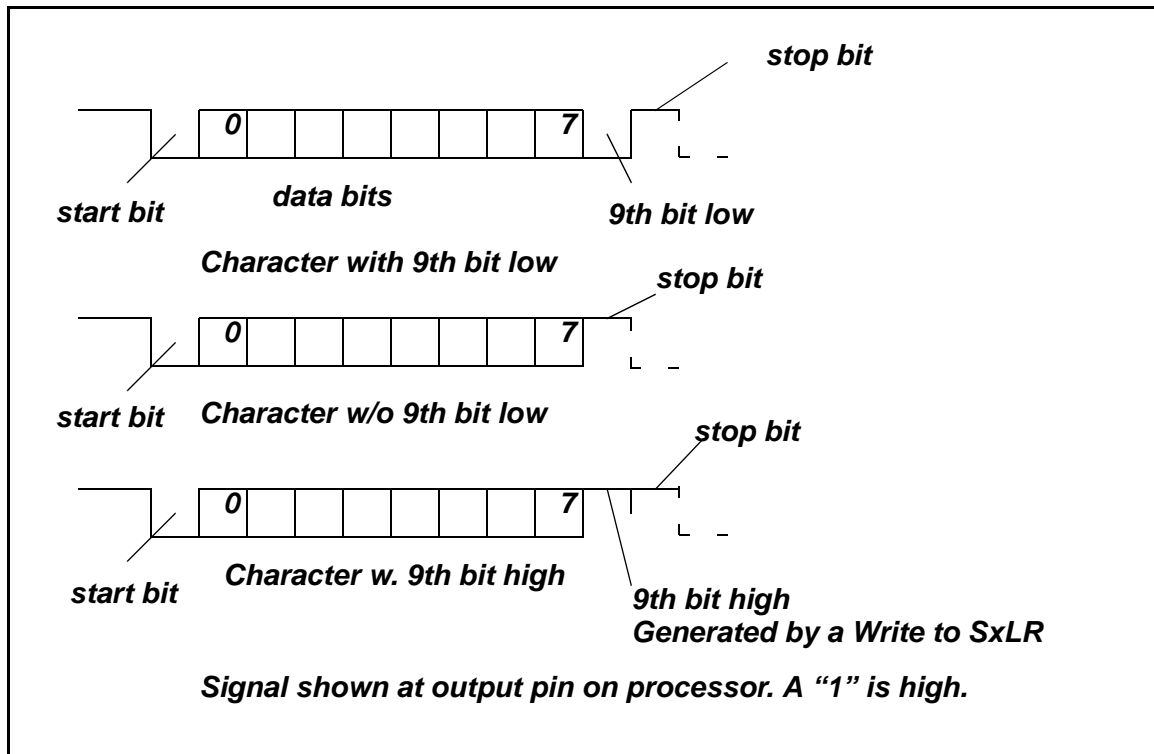 stop bit
0 7
start bit
data bits
9th bit low
Character with 9th bit low
stop bit
0 7
start bit
Character w/o 9th bit low
stop bit
0 7
start bit
Character w. 9th bit high
9th bit high
Generated by a Write to SxLR
Signal shown at output pin on processor. A “1” is high.